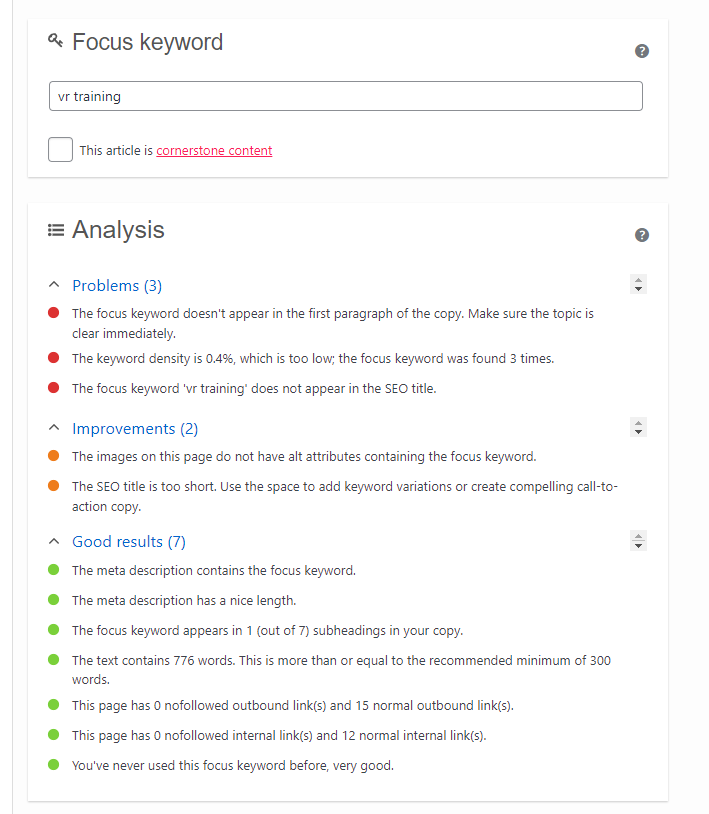 Focus keyword
vr training
This article is cornerstone content
Analysis
Problems (3)
The focus keyword doesn't appear in the first paragraph of the copy. Make sure the topic is
clear immediately.
The keyword density is 0.4%, which is too low; the focus keyword was found 3 times.
The focus keyword 'vr training' does not appear in the SEO title.
Improvements (2)
The images on this page do not have alt attributes containing the focus keyword.
The SEO title is too short. Use the space to add keyword variations or create compelling call-to-
action copy.
Good results (7)
The meta description contains the focus keyword.
The meta description has a nice length.
The focus keyword appears in 1 (out of 7) subheadings in your copy.
The text contains 776 words. This is more than or equal to the recommended minimum of 300
words.
This page has 0 nofollowed outbound link(s) and 15 normal outbound link(s).
This page has 0 nofollowed internal link(s) and 12 normal internal link(s).
You've never used this focus keyword before, very good.